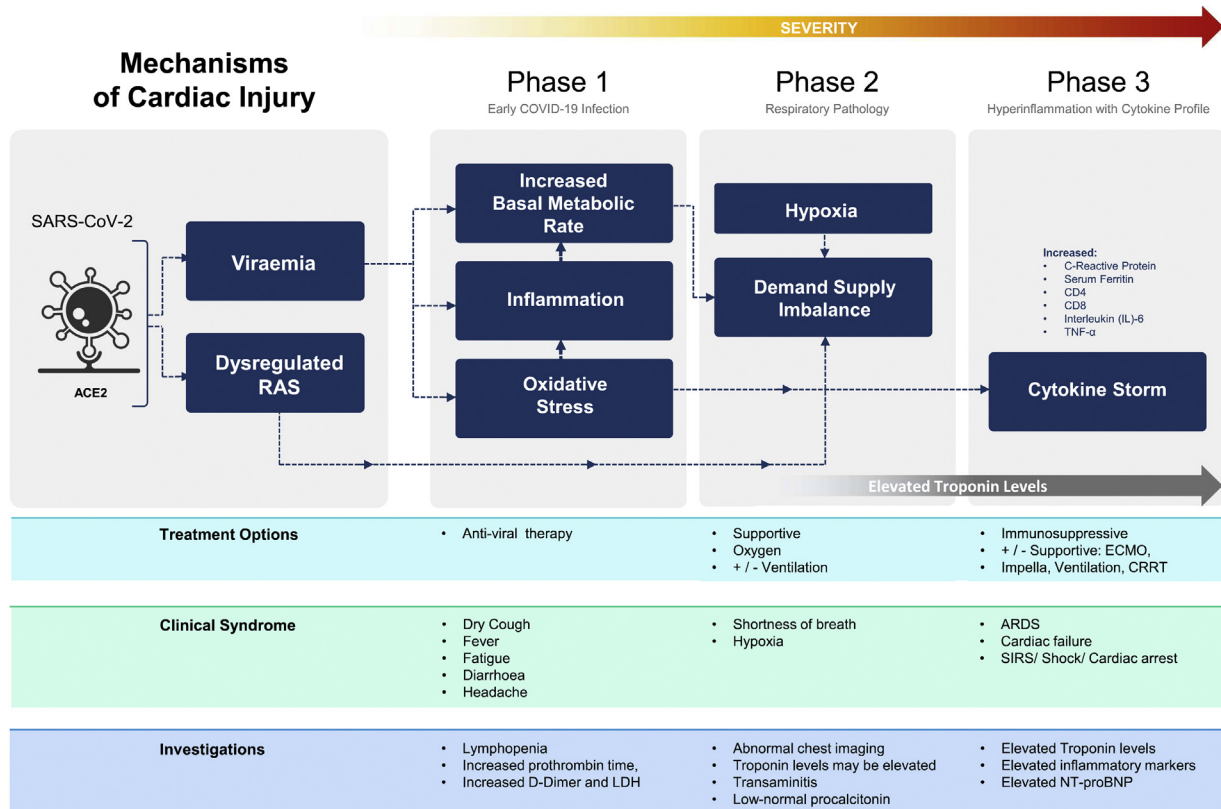 SEVERITY
Mechanisms
of Cardiac Injury
Phase 1
Early COVID-19 Infection
Phase 2
Respiratory Pathology
Phase 3
Hyperinflammation with Cytokine Profile
SARS-CoV-2
ACE2
Viraemia
Dysregulated
RAS
Increased
Basal Metabolic
Rate
Inflammation
Oxidative
Stress
Hypoxia
Demand Supply
Imbalance
Increased:
• C-Reactive Protein
• Serum Ferritin
• CD4
• CD8
• Interleukin (IL)-6
• TNF-α
Cytokine Storm
Elevated Troponin Levels
Treatment Options
• Anti-viral therapy
• Supportive
• Oxygen
• + / - Ventilation
• Immunosuppressive
• + / - Supportive: ECMO,
• Impella, Ventilation, CRRT
Clinical Syndrome
• Dry Cough
• Fever
• Fatigue
• Diarrhoea
• Headache
• Shortness of breath
• Hypoxia
• ARDS
• Cardiac failure
• SIRS/ Shock/ Cardiac arrest
Investigations
• Lymphopenia
• Increased prothrombin time,
• Increased D-Dimer and LDH
• Abnormal chest imaging
• Troponin levels may be elevated
• Transaminitis
• Low-normal procalcitonin
• Elevated Troponin levels
• Elevated inflammatory markers
• Elevated NT-proBNP